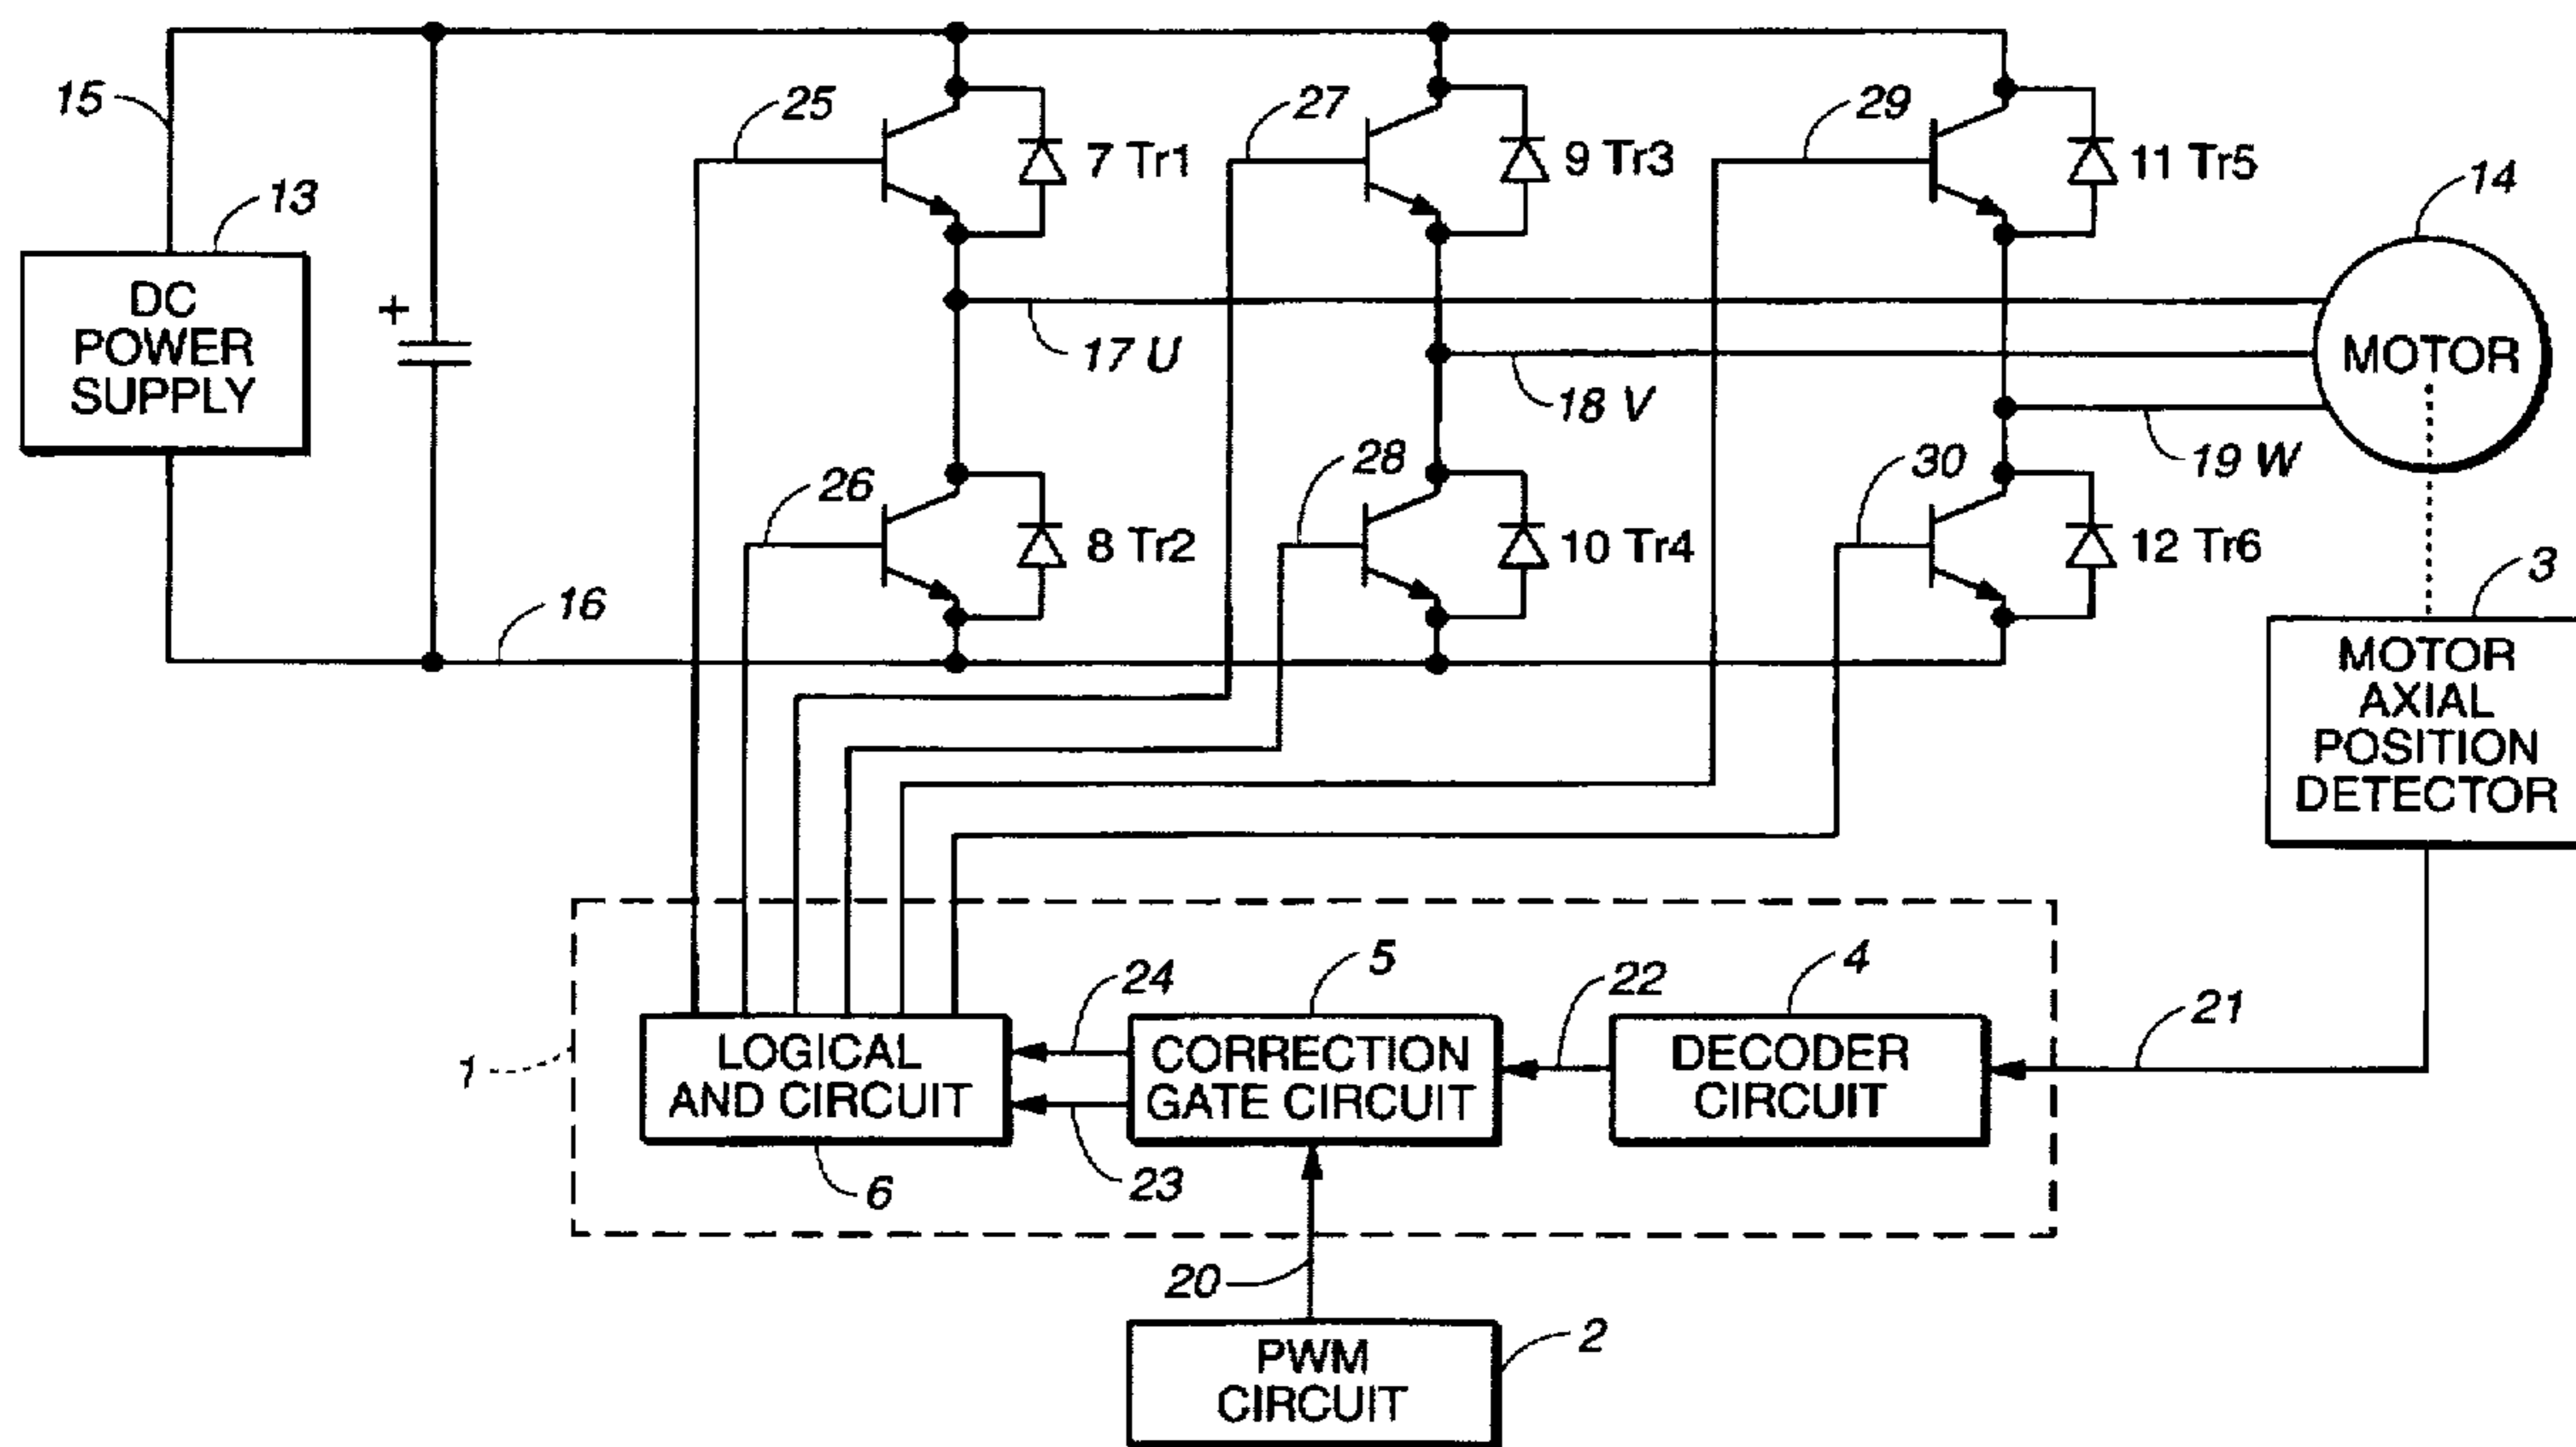 15
13
DC
POWER
SUPPLY
+
25
7 Tr1
27
9 Tr3
29
11 Tr5
14
MOTOR
17 U
18 V
19 W
26
8 Tr2
28
10 Tr4
30
12 Tr6
16
3
MOTOR
AXIAL
POSITION
DETECTOR
1
24
5
22
4
21
LOGICAL
AND CIRCUIT
CORRECTION
GATE CIRCUIT
DECODER
CIRCUIT
6
23
20
PWM
CIRCUIT
2